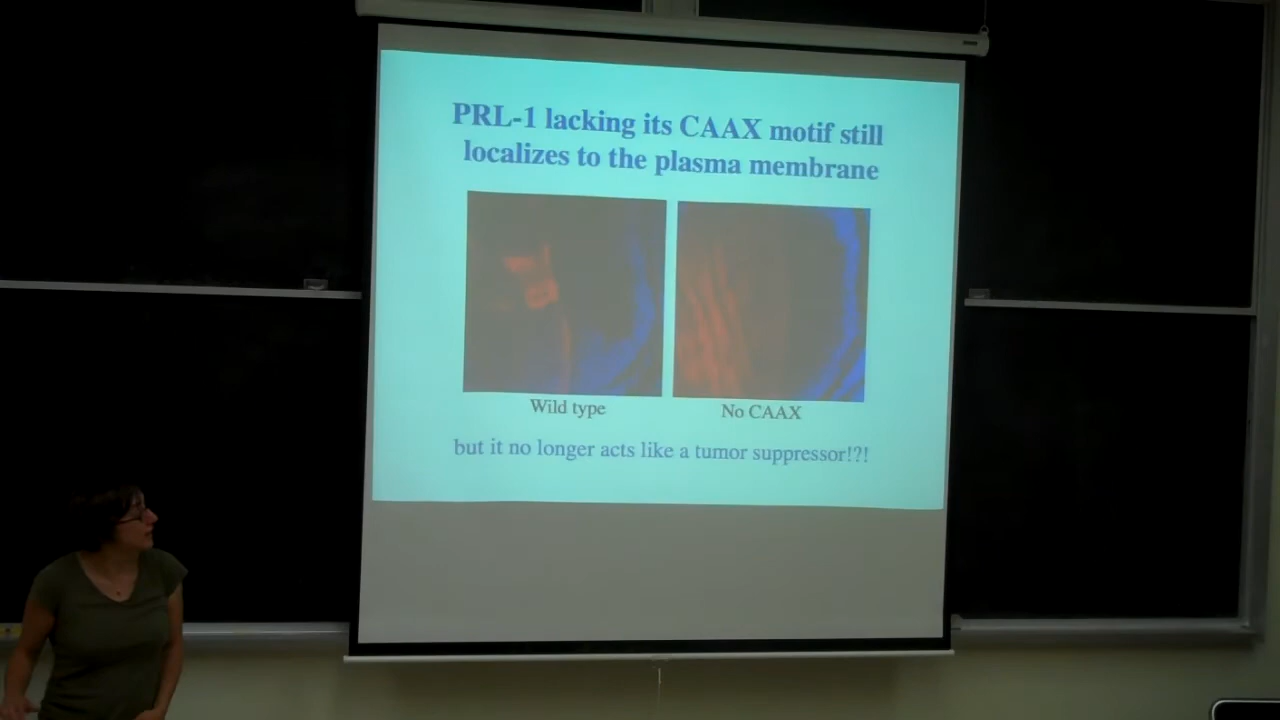 PRL-1 lacking its CAAX motif still
localizes to the plasma membrane
Wild type
No CAAX
but it no longer acts like a tumor suppressor!?!